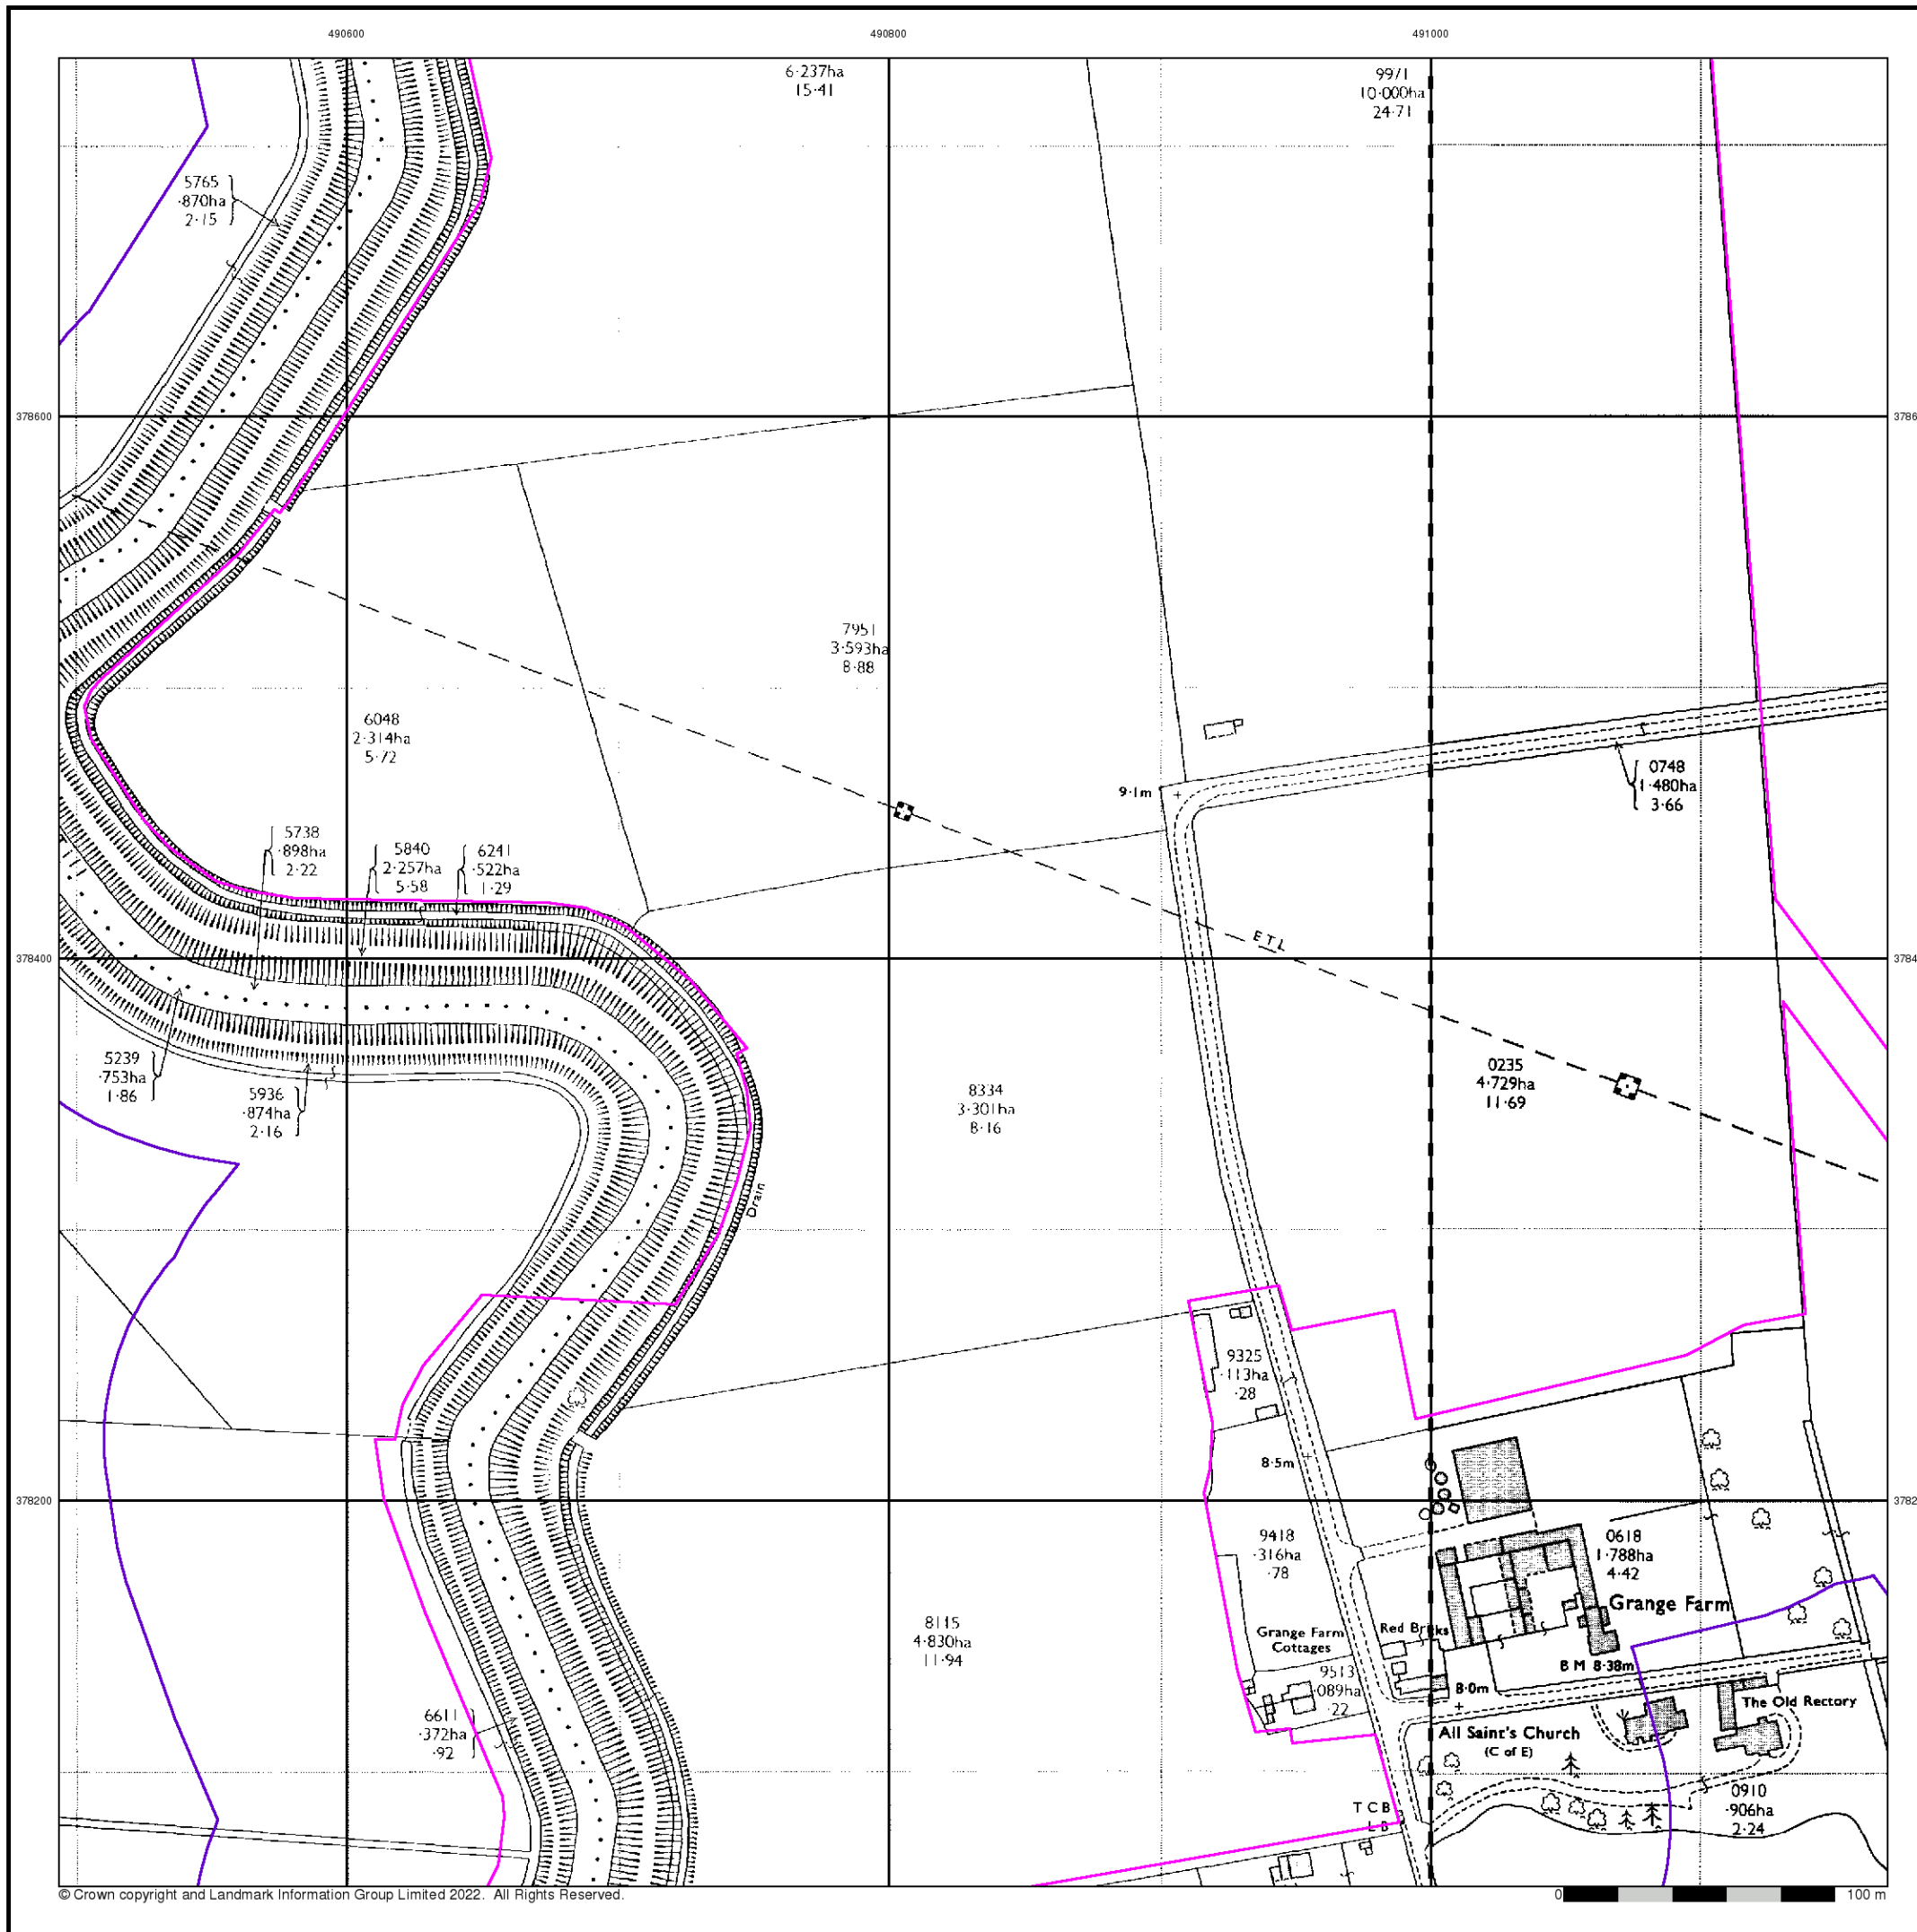 490600
490800
491000
6·237ha
15·41
9971
10·000ha
24·71
5765
·870ha
2·15
378600
3786
7951
3·593ha
8·88
6048
2·314ha
5·72
0748
1·480ha
3·66
9·1m
5738
·898ha
2·22
5840
2·257ha
5·58
6241
·522ha
1·29
ETL
378400
3784
5239
·753ha
1·86
5936
·874ha
2·16
8334
3·301ha
8·16
0235
4·729ha
11·69
Drain
9325
·113ha
·28
8·5m
378200
3782
9418
·316ha
·78
0618
1·788ha
4·42
Grange Farm
8115
4·830ha
11·94
Grange Farm
Cottages
Red Bricks
9513
·089ha
·22
B M 8·38m
8·0m
The Old Rectory
6611
·372ha
·92
All Saint's Church
(C of E)
0910
·906ha
2·24
T C B
L B
© Crown copyright and Landmark Information Group Limited 2022. All Rights Reserved.
0
100 m